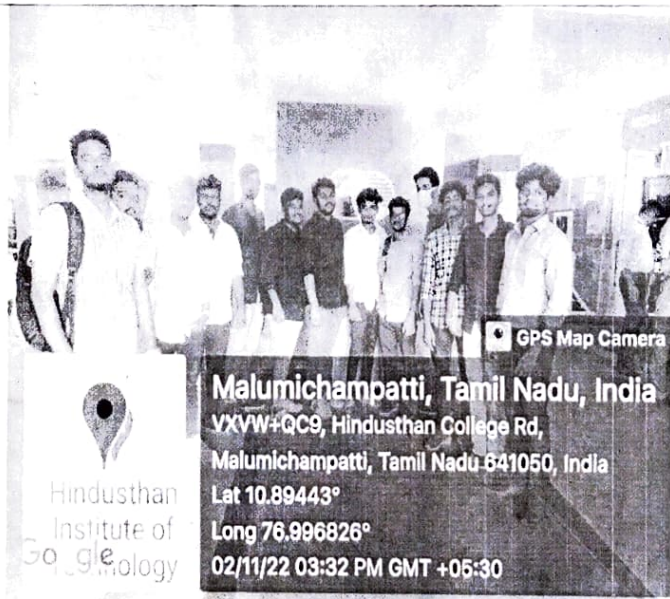 GPS Map Camera
Malumichampatti, Tamil Nadu, India
VXVW+QC9, Hindusthan College Rd,
Malumichampatti, Tamil Nadu 641050, India
Lat 10.89443°
Long 76.996826°
02/11/22 03:32 PM GMT +05:30
Hindusthan
Institute of
Google